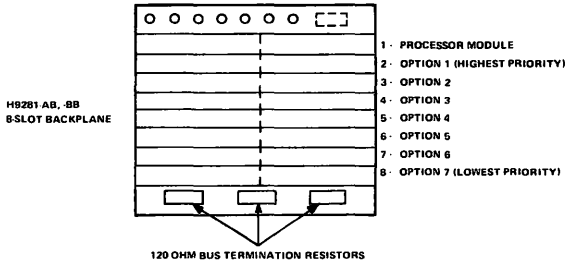 1 · PROCESSOR MODULE
2 · OPTION 1 (HIGHEST PRIORITY)
3 · OPTION 2
4 · OPTION 3
5 · OPTION 4
6 · OPTION 5
7 · OPTION 6
8 · OPTION 7 (LOWEST PRIORITY)
H9281-AB, -BB
8-SLOT BACKPLANE
120 OHM BUS TERMINATION RESISTORS